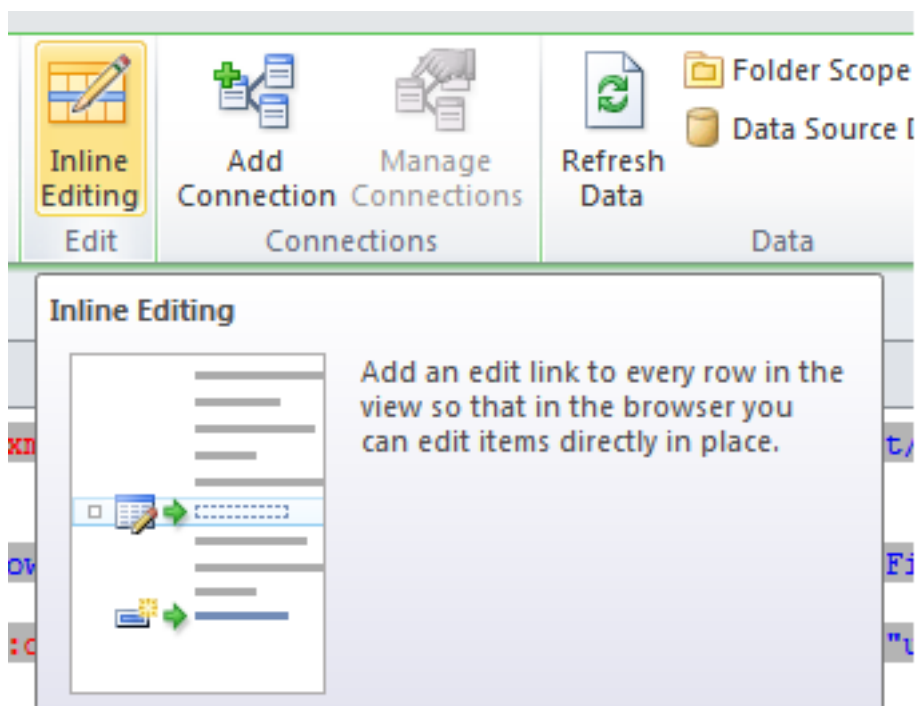 Inline
Editing
Edit
Add
Connection
Manage
Connections
Connections
Refresh
Data
Folder Scope
Data Source
Data
Inline Editing
Add an edit link to every row in the
view so that in the browser you
can edit items directly in place.